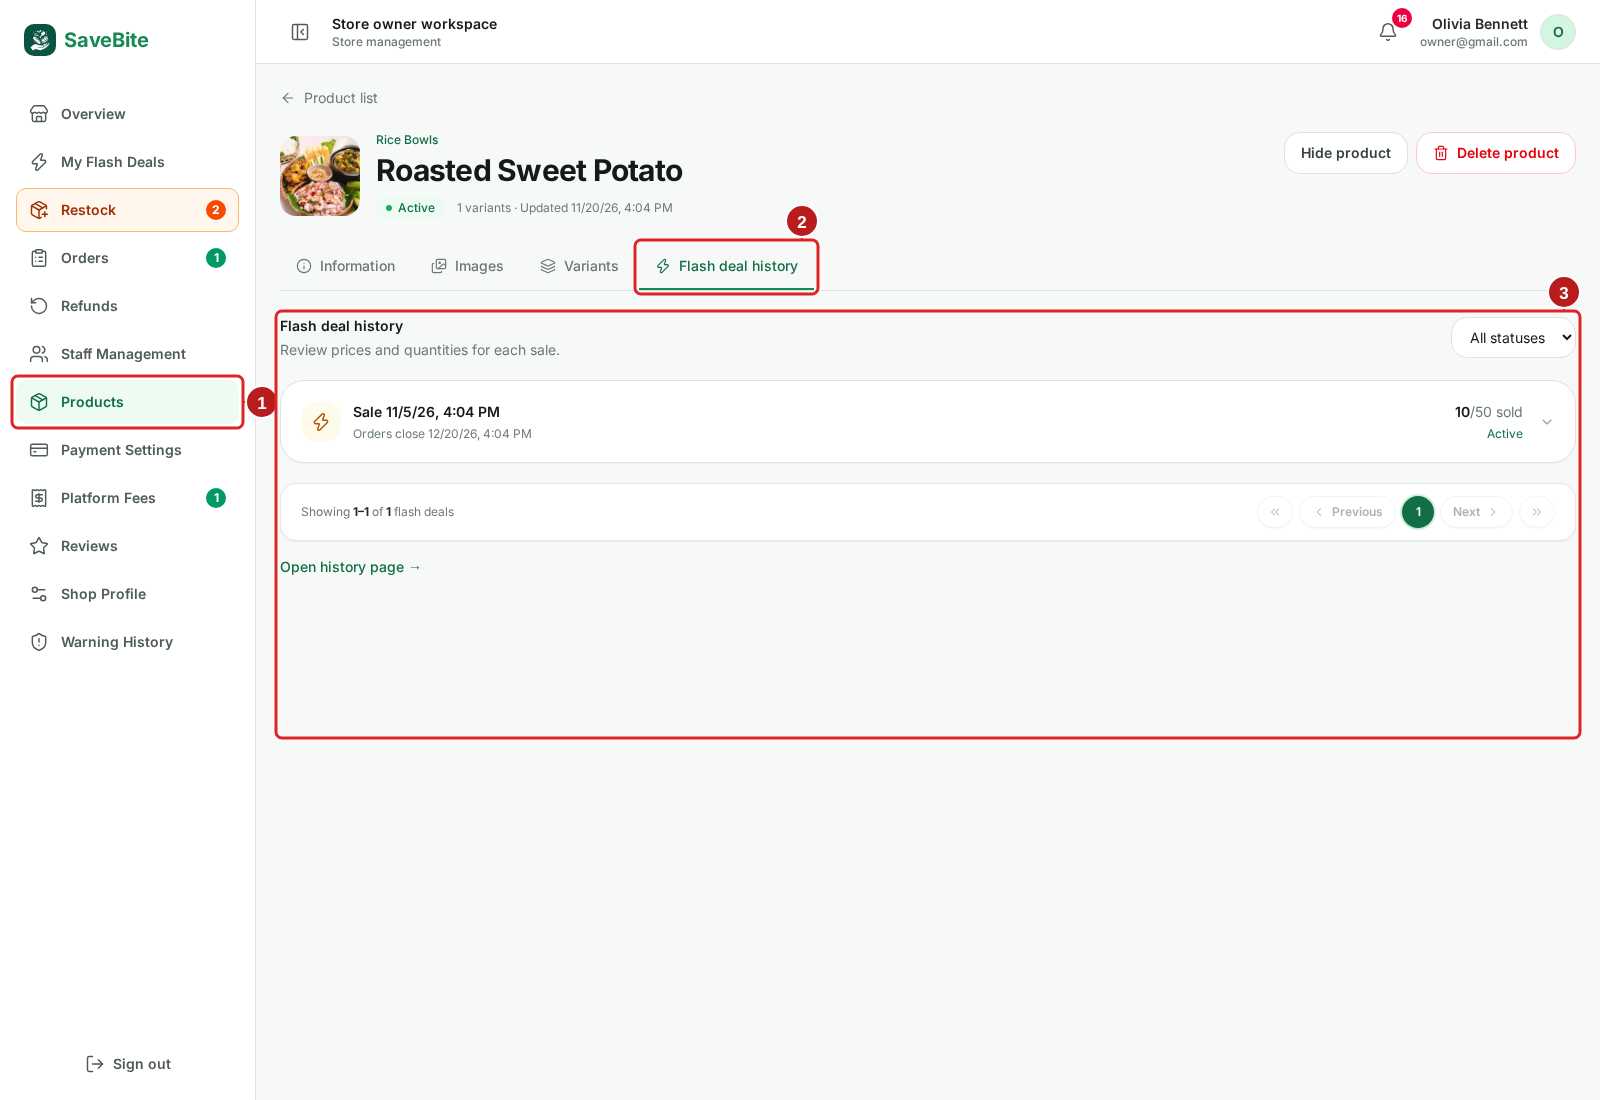 SaveBite
Store owner workspace
Store management
16
Olivia Bennett
owner@gmail.com
O
Overview
My Flash Deals
Restock 2
Orders 1
Refunds
Staff Management
Products
1
Payment Settings
Platform Fees 1
Reviews
Shop Profile
Warning History
Sign out
← Product list
Rice Bowls
Roasted Sweet Potato
Active 1 variants · Updated 11/20/26, 4:04 PM
Hide product
Delete product
2
Information
Images
Variants
Flash deal history
3
Flash deal history
Review prices and quantities for each sale.
All statuses
Sale 11/5/26, 4:04 PM
Orders close 12/20/26, 4:04 PM
10/50 sold
Active
Showing 1–1 of 1 flash deals
« ‹ Previous 1 Next › »
Open history page →